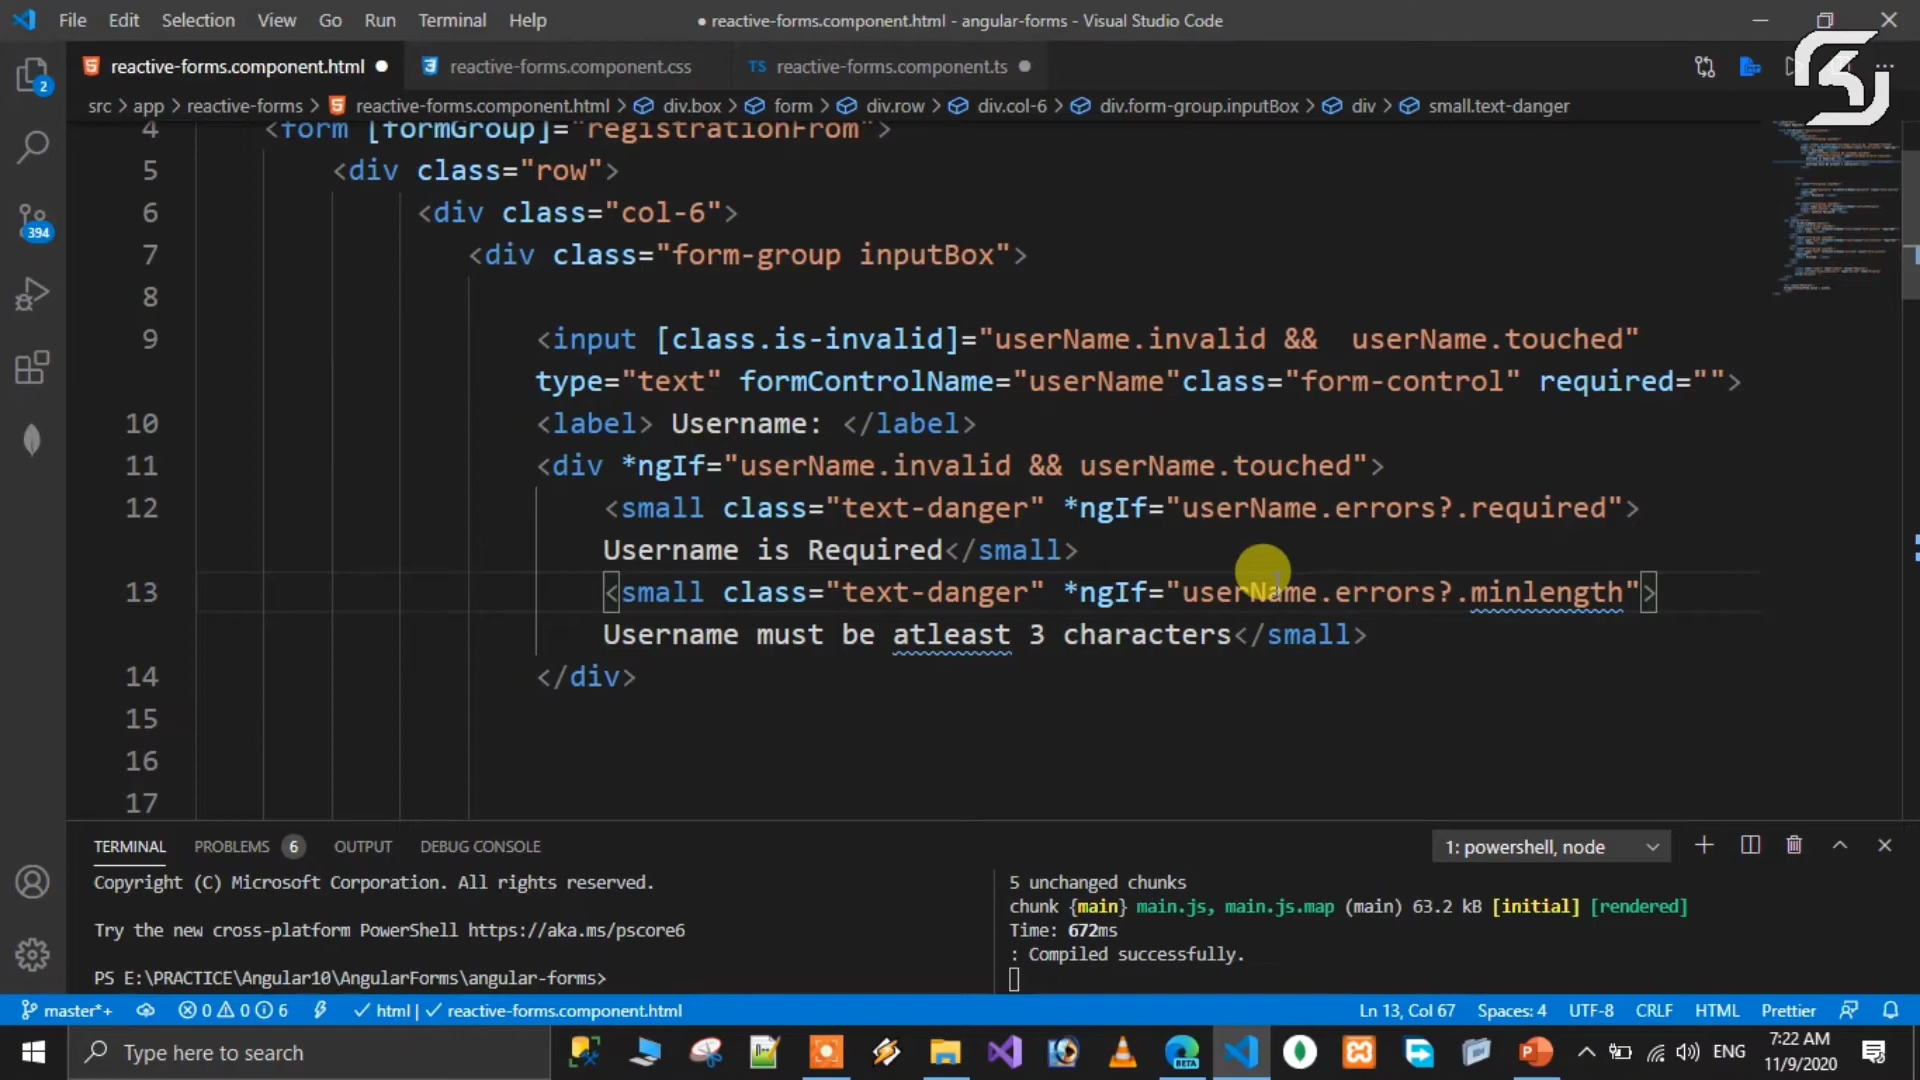 File Edit Selection View Go Run Terminal Help
● reactive-forms.component.html - angular-forms - Visual Studio Code
reactive-forms.component.html ●
reactive-forms.component.css
TS reactive-forms.component.ts ●
src > app > reactive-forms > reactive-forms.component.html > div.box > form > div.row > div.col-6 > div.form-group.inputBox > div > small.text-danger
4 <form [formGroup]="registrationFrom">
5 <div class="row">
6 <div class="col-6">
7 <div class="form-group inputBox">
8
9 <input [class.is-invalid]="userName.invalid &&  userName.touched"
type="text" formControlName="userName"class="form-control" required="">
10 <label> Username: </label>
11 <div *ngIf="userName.invalid && userName.touched">
12 <small class="text-danger" *ngIf="userName.errors?.required">
Username is Required</small>
13 <small class="text-danger" *ngIf="userName.errors?.minlength">
Username must be atleast 3 characters</small>
14 </div>
15
16
17
2
394
TERMINAL PROBLEMS 6 OUTPUT DEBUG CONSOLE
1: powershell, node
Copyright (C) Microsoft Corporation. All rights reserved.
Try the new cross-platform PowerShell https://aka.ms/pscore6
PS E:\PRACTICE\Angular10\AngularForms\angular-forms>
5 unchanged chunks
chunk {main} main.js, main.js.map (main) 63.2 kB [initial] [rendered]
Time: 672ms
: Compiled successfully.
master*+ 0 0 6 html | reactive-forms.component.html
Ln 13, Col 67 Spaces: 4 UTF-8 CRLF HTML Prettier
Type here to search
BETA
ENG
7:22 AM
11/9/2020